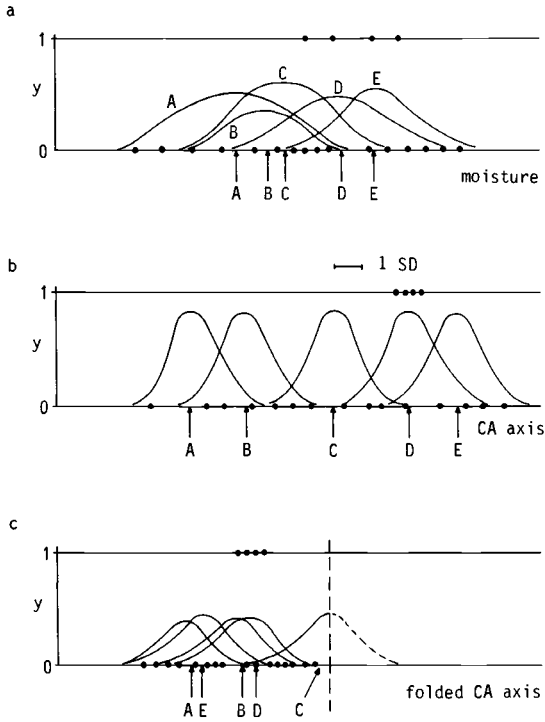 a
1
y
0
A
B
C
D
E
A B C D E
moisture
b
1 SD
1
y
0
A B C D E
CA axis
c
1
y
0
A E B D C
folded CA axis